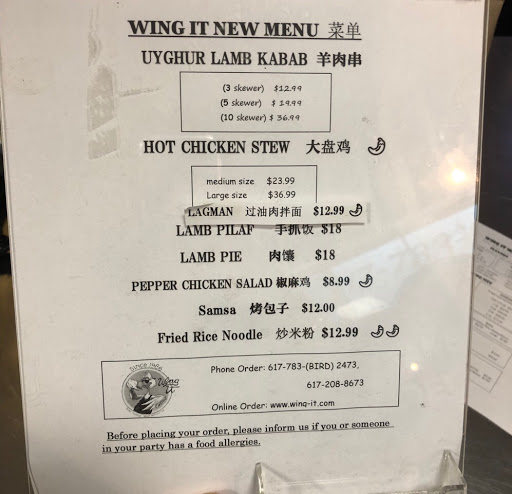 WING IT NEW MENU 菜单
UYGHUR LAMB KABAB 羊肉串
(3 skewer) $12.99
(5 skewer) $ 19.99
(10 skewer) $ 36.99
HOT CHICKEN STEW 大盘鸡
medium size $23.99
Large size $36.99
LAGMAN 过油肉拌面 $12.99
LAMB PILAF 手抓饭 $18
LAMB PIE 肉馕 $18
PEPPER CHICKEN SALAD 椒麻鸡 $8.99
Samsa 烤包子 $12.00
Fried Rice Noodle 炒米粉 $12.99
SINCE 1986
Wing it
Phone Order: 617-783-(BIRD) 2473,
617-208-8673
Online Order: www.wing-it.com
Before placing your order, please inform us if you or someone
in your party has a food allergies.